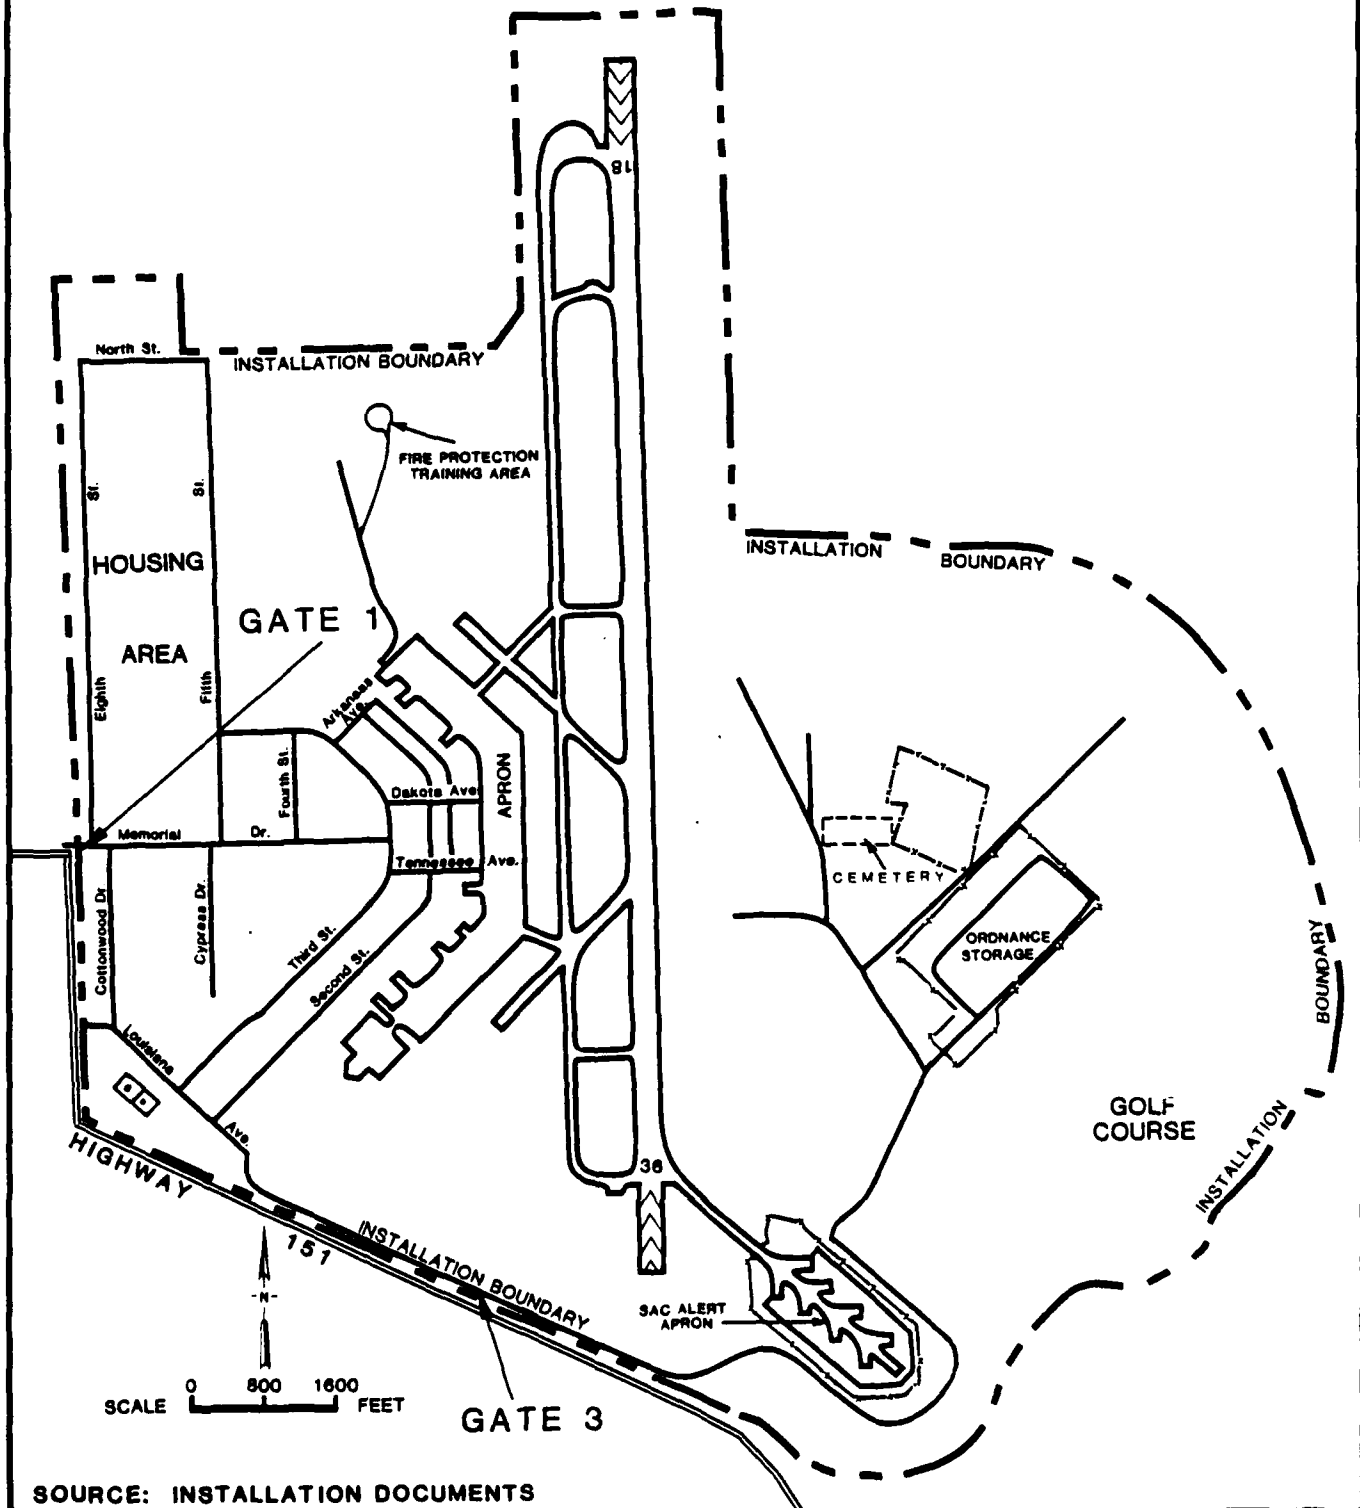 18
North St.
INSTALLATION BOUNDARY
FIRE PROTECTION
TRAINING AREA
St.
St.
INSTALLATION
BOUNDARY
HOUSING
GATE 1
AREA
Eighth
Fifth
Arkansas
Ave.
Fourth St.
Dakota Ave
APRON
Memorial
Dr.
Tennessee Ave.
CEMETERY
Cottonwood Dr
Cypress Dr.
Third St.
Second St.
ORDNANCE
STORAGE
BOUNDARY
Louisiana
Ave.
GOLF
COURSE
INSTALLATION
HIGHWAY
151
36
INSTALLATION BOUNDARY
-N-
SAC ALERT
APRON
0 800 1600
SCALE
FEET
GATE 3
SOURCE: INSTALLATION DOCUMENTS